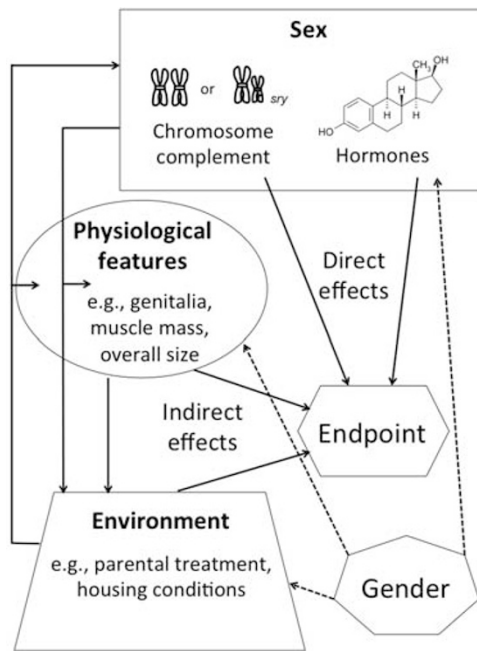 Sex
or
sry
CH₃
OH
H
H
H
HO
Chromosome
complement
Hormones
Physiological
features
e.g., genitalia,
muscle mass,
overall size
Direct
effects
Indirect
effects
Endpoint
Environment
e.g., parental treatment,
housing conditions
Gender